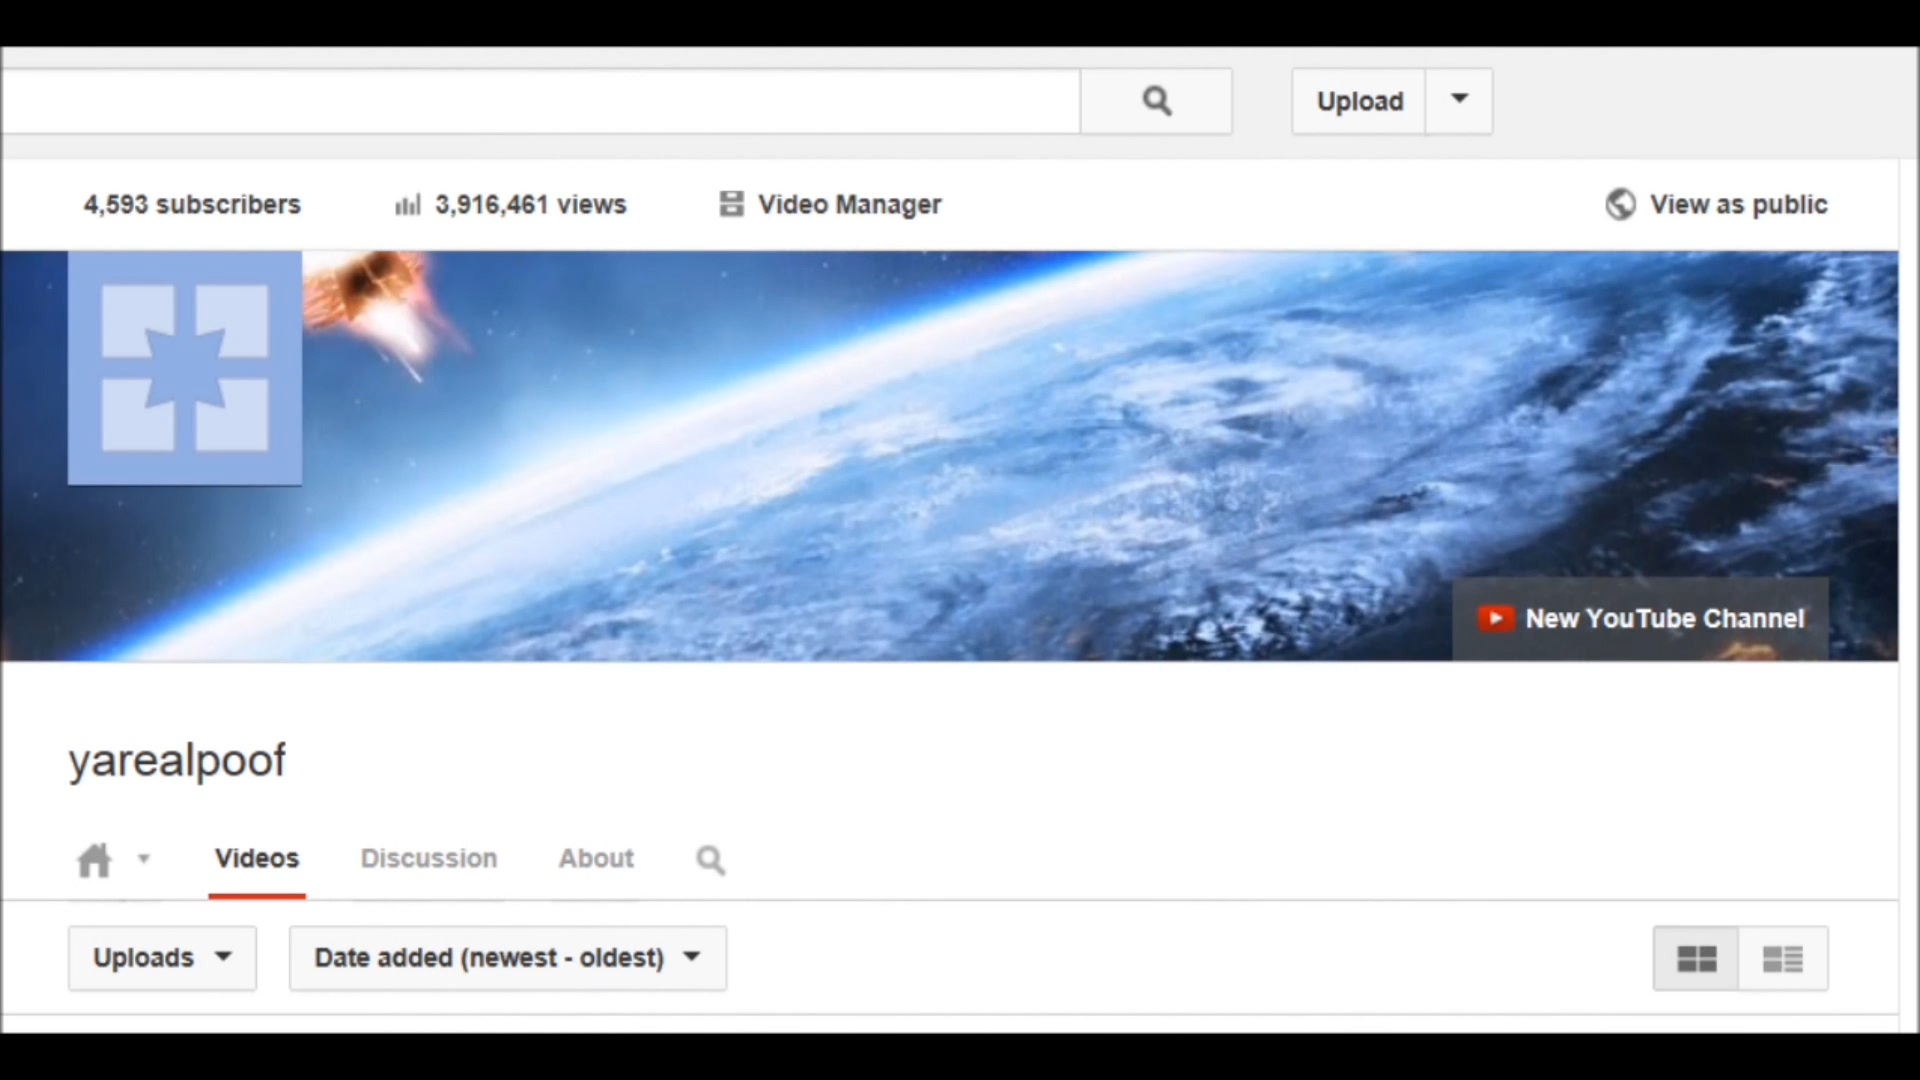 Upload
4,593 subscribers 3,916,461 views Video Manager View as public
New YouTube Channel
yarealpoof
Videos Discussion About
Uploads Date added (newest - oldest)